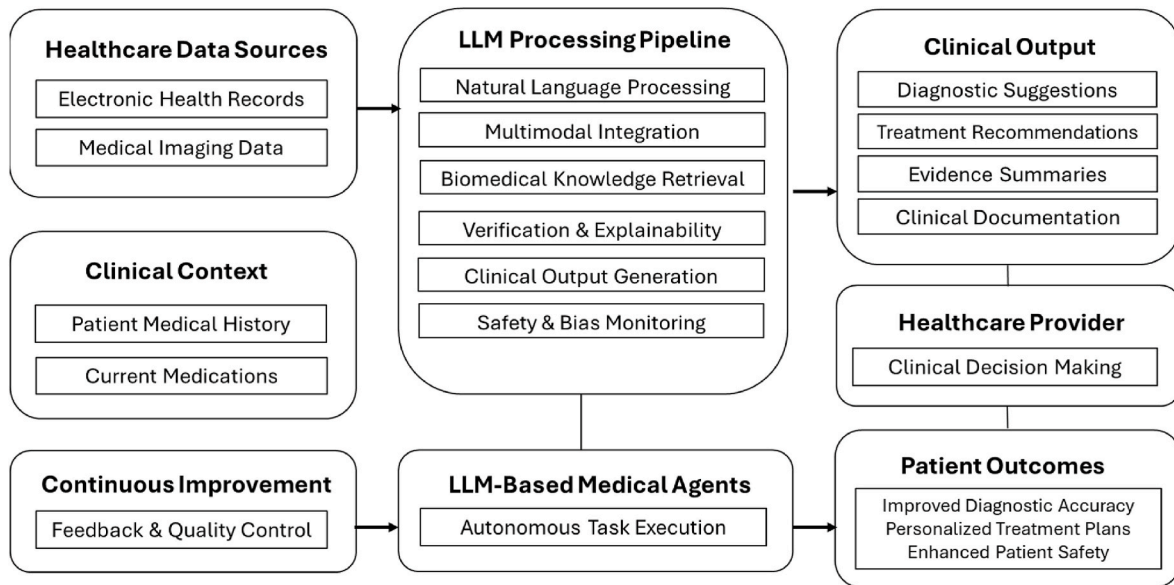 Healthcare Data Sources
Electronic Health Records
Medical Imaging Data
Clinical Context
Patient Medical History
Current Medications
Continuous Improvement
Feedback & Quality Control
LLM Processing Pipeline
Natural Language Processing
Multimodal Integration
Biomedical Knowledge Retrieval
Verification & Explainability
Clinical Output Generation
Safety & Bias Monitoring
LLM-Based Medical Agents
Autonomous Task Execution
Clinical Output
Diagnostic Suggestions
Treatment Recommendations
Evidence Summaries
Clinical Documentation
Healthcare Provider
Clinical Decision Making
Patient Outcomes
Improved Diagnostic Accuracy
Personalized Treatment Plans
Enhanced Patient Safety